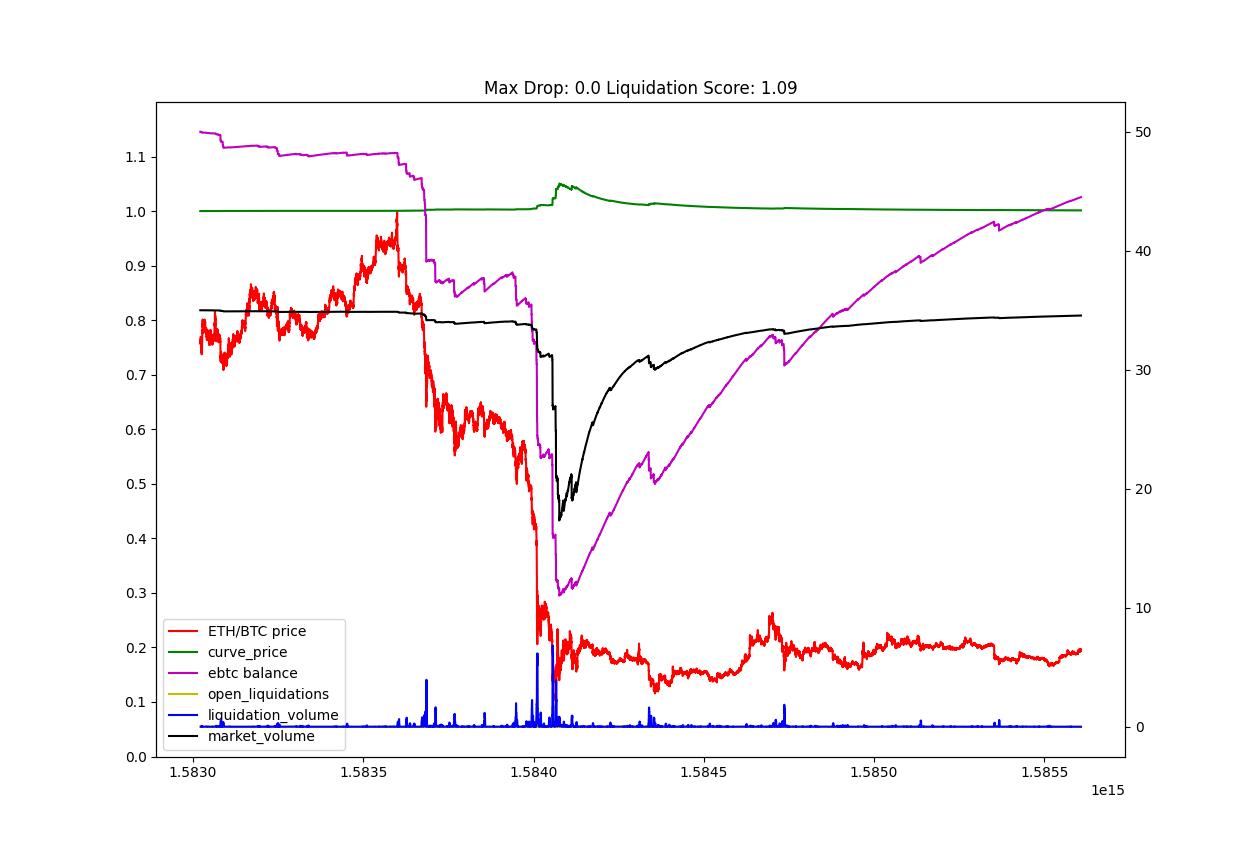 Max Drop: 0.0 Liquidation Score: 1.09
1.1
1.0
0.9
0.8
0.7
0.6
0.5
0.4
0.3
0.2
0.1
0.0
50
40
30
20
10
0
ETH/BTC price
curve_price
ebtc balance
open_liquidations
liquidation_volume
market_volume
1.5830 1.5835 1.5840 1.5845 1.5850 1.5855
1e15